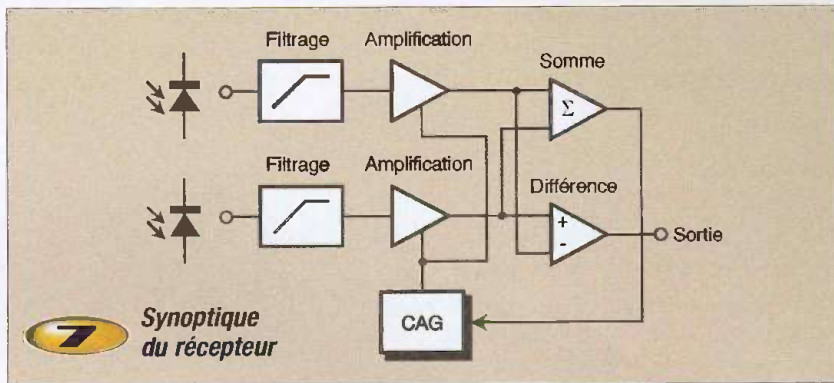 Filtrage
Amplification
Somme
Σ
Filtrage
Amplification
Différence
+
-
Sortie
CAG
7
Synoptique
du récepteur